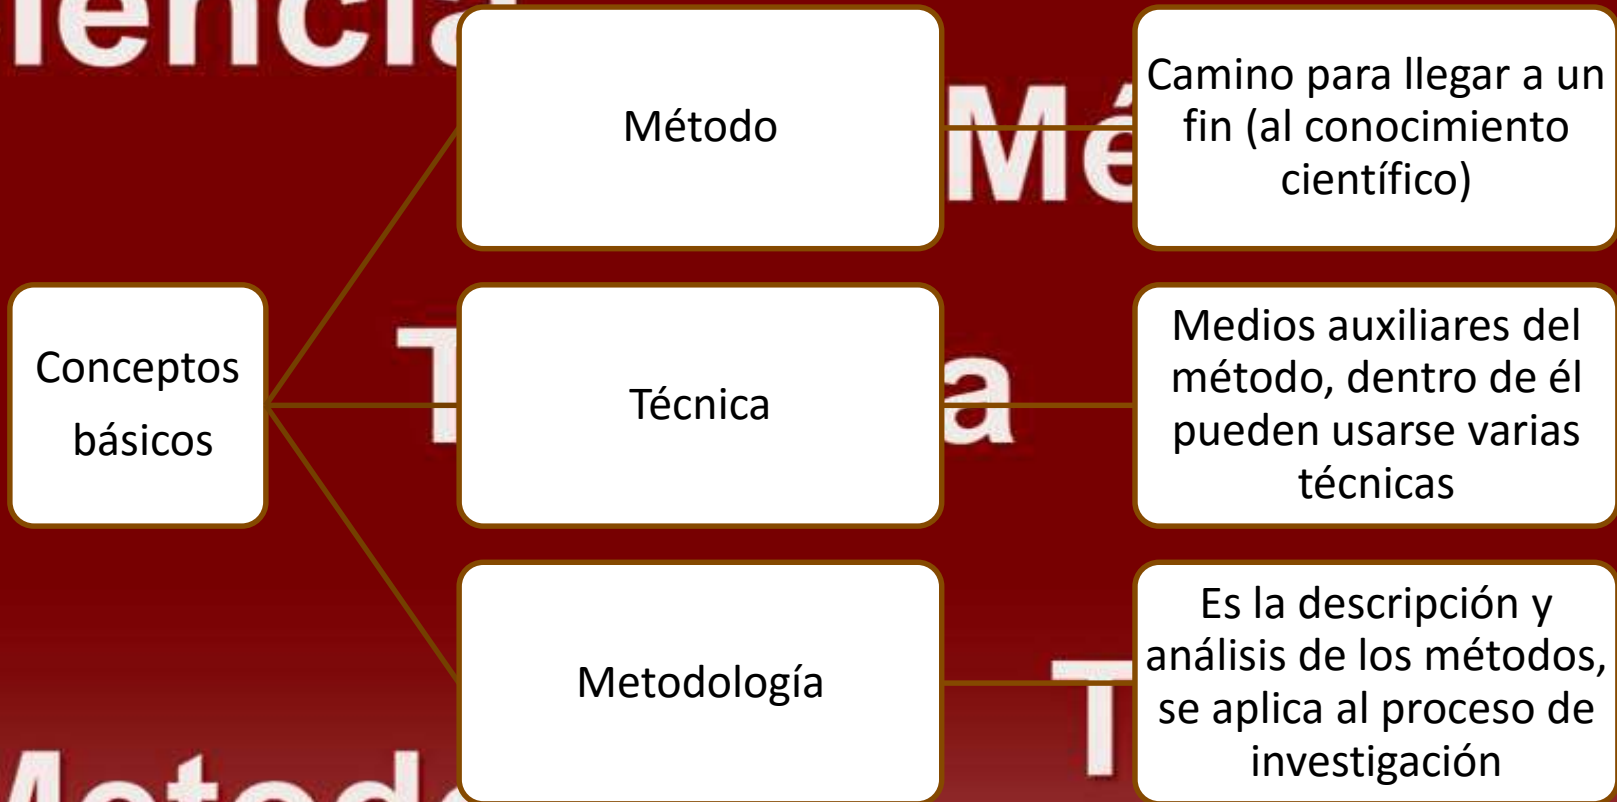 Método
Camino para llegar a un
fin (al conocimiento
científico)
Conceptos
básicos
Técnica
Medios auxiliares del
método, dentro de él
pueden usarse varias
técnicas
Metodología
Es la descripción y
análisis de los métodos,
se aplica al proceso de
investigación